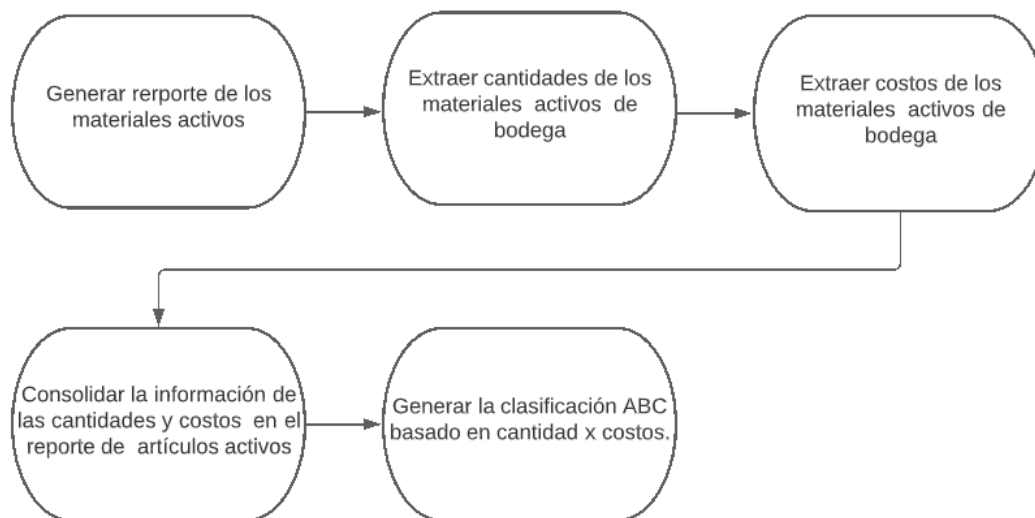 Generar rerporte de los
materiales activos
Extraer cantidades de los
materiales activos de
bodega
Extraer costos de los
materiales activos de
bodega
Consolidar la información de
las cantidades y costos en el
reporte de artículos activos
Generar la clasificación ABC
basado en cantidad x costos.